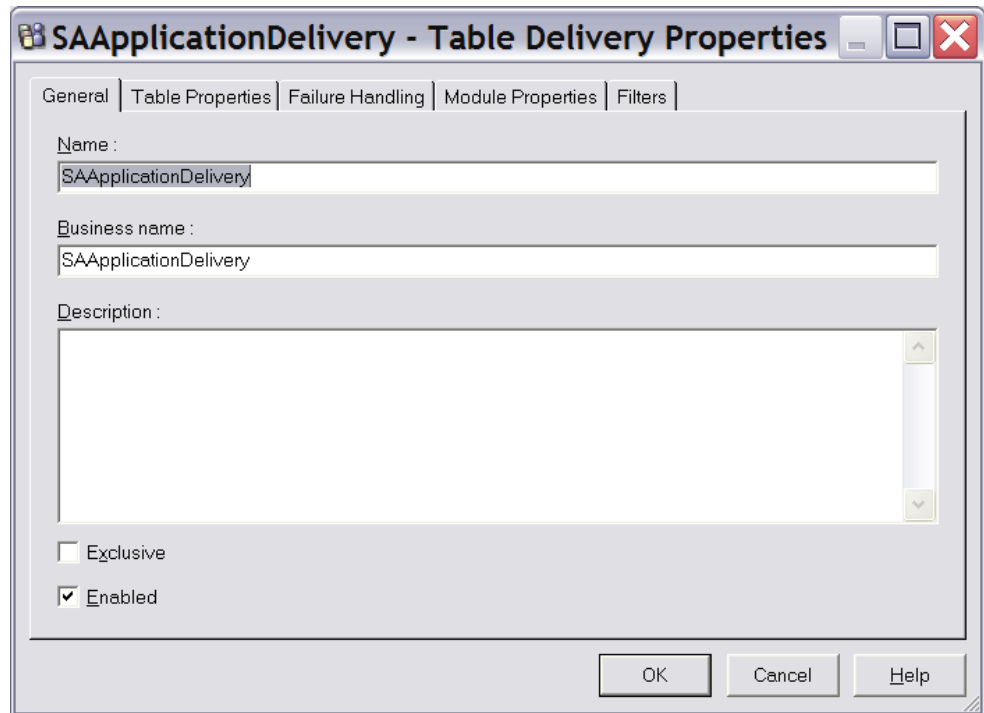 SAApplicationDelivery - Table Delivery Properties
General Table Properties Failure Handling Module Properties Filters
Name :
SAApplicationDelivery
Business name :
SAApplicationDelivery
Description :
Exclusive
Enabled
OK Cancel Help